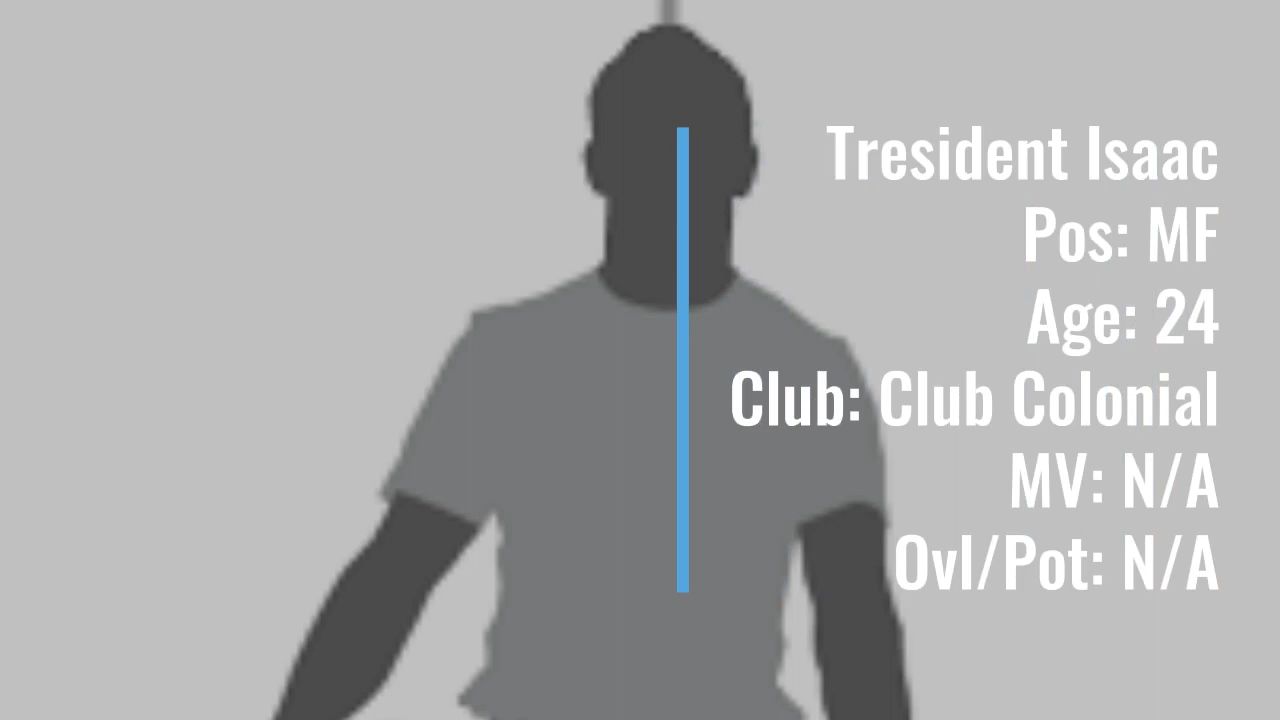 Tresident Isaac
Pos: MF
Age: 24
Club: Club Colonial
MV: N/A
Ovl/Pot: N/A